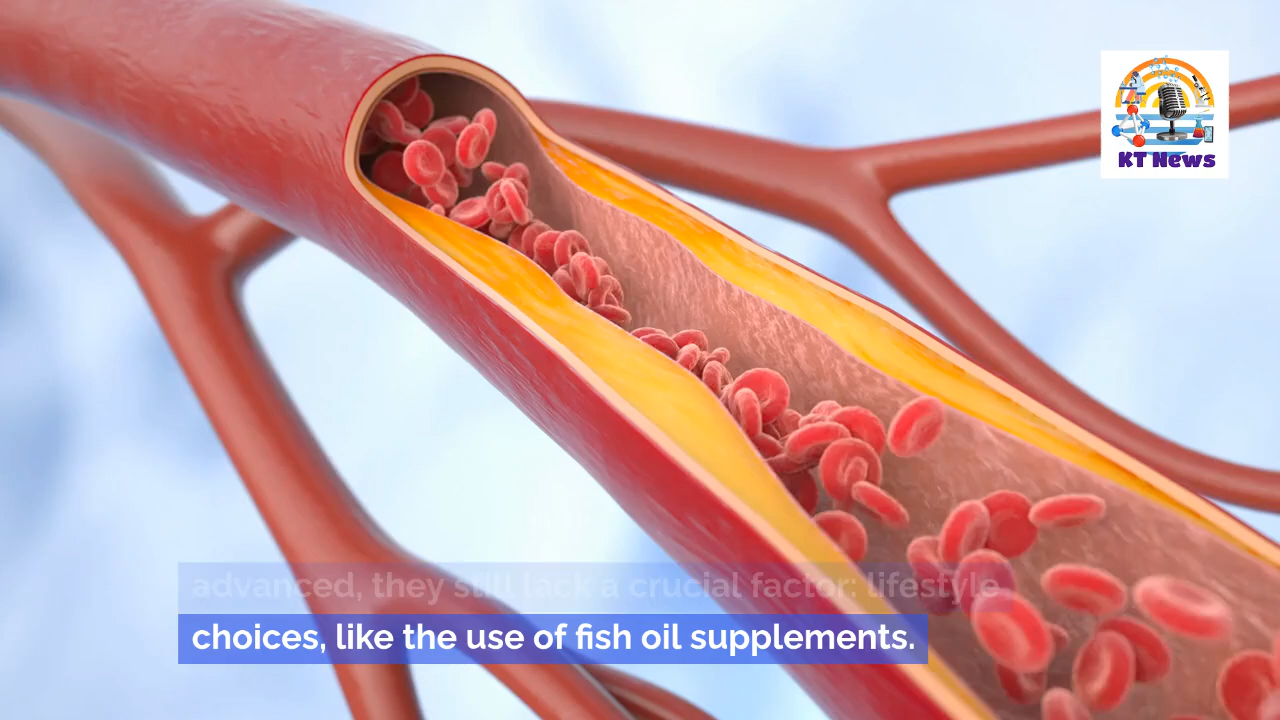 KT News
advanced, they still lack a crucial factor: lifestyle
choices, like the use of fish oil supplements.